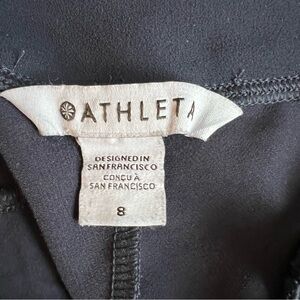 ATHLETA
DESIGNED IN
SAN FRANCISCO
CONÇU À
SAN FRANCISCO
8